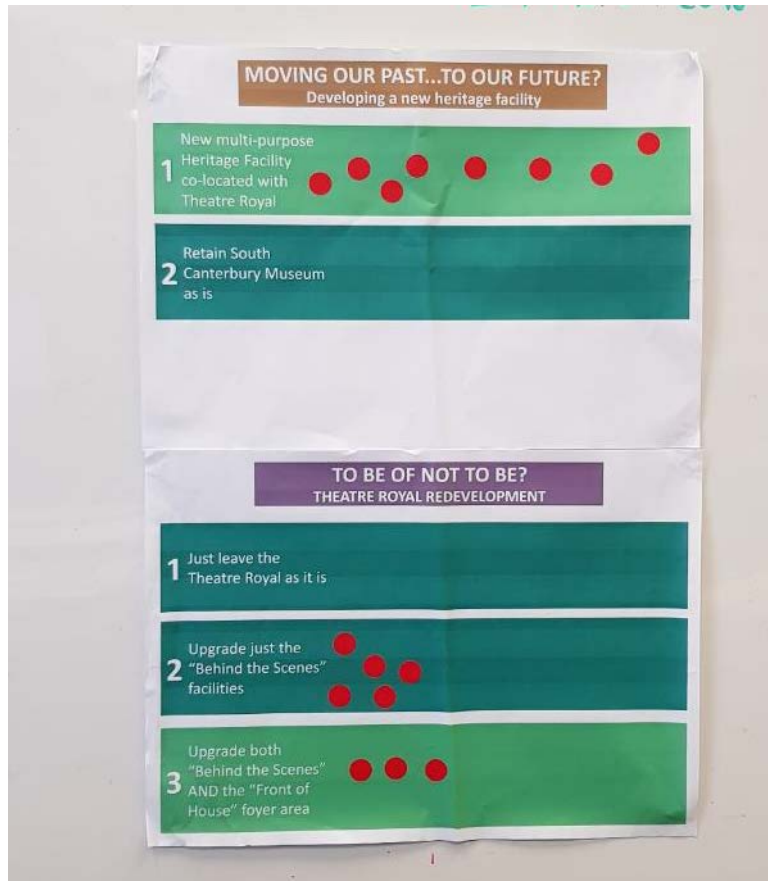 MOVING OUR PAST...TO OUR FUTURE?
Developing a new heritage facility
1
New multi-purpose
Heritage Facility
co-located with
Theatre Royal
2
Retain South
Canterbury Museum
as is
TO BE OF NOT TO BE?
THEATRE ROYAL REDEVELOPMENT
1
Just leave the
Theatre Royal as it is
2
Upgrade just the
“Behind the Scenes”
facilities
3
Upgrade both
“Behind the Scenes”
AND the “Front of
House” foyer area